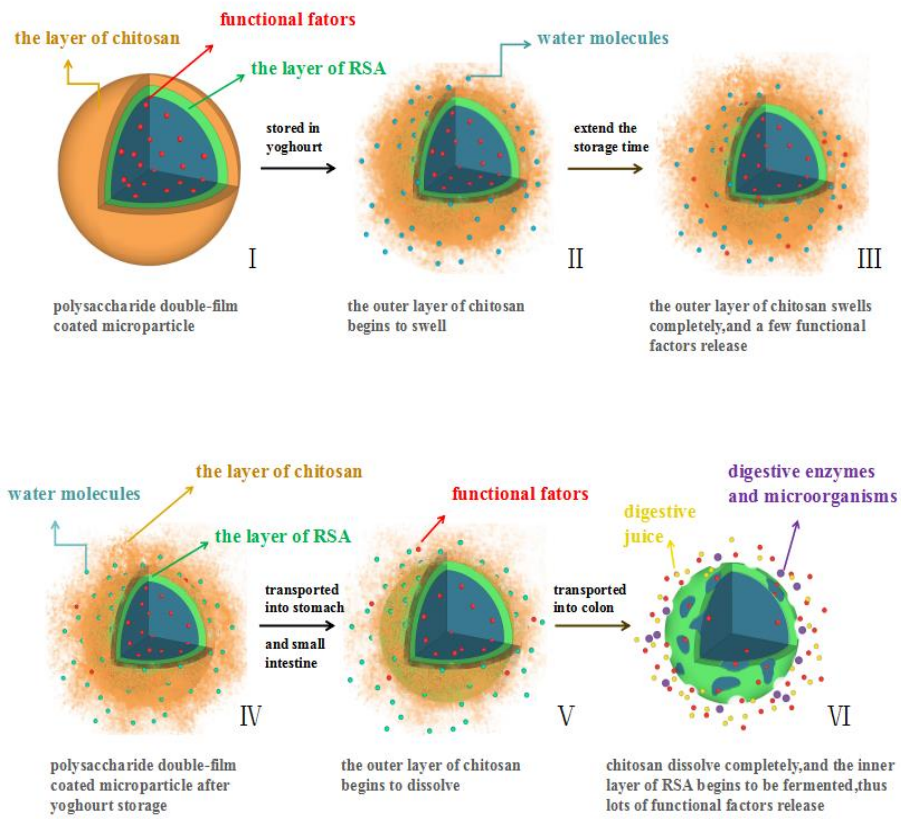 functional fators
the layer of chitosan
the layer of RSA
water molecules
stored in
yoghourt
extend the
storage time
I
II
III
polysaccharide double-film
coated microparticle
the outer layer of chitosan
begins to swell
the outer layer of chitosan swells
completely,and a few functional
factors release
the layer of chitosan
water molecules
the layer of RSA
functional fators
digestive enzymes
and microorganisms
digestive
juice
transported
into stomach
and small
intestine
transported
into colon
IV
V
VI
polysaccharide double-film
coated microparticle after
yoghourt storage
the outer layer of chitosan
begins to dissolve
chitosan dissolve completely,and the inner
layer of RSA begins to be fermented,thus
lots of functional factors release